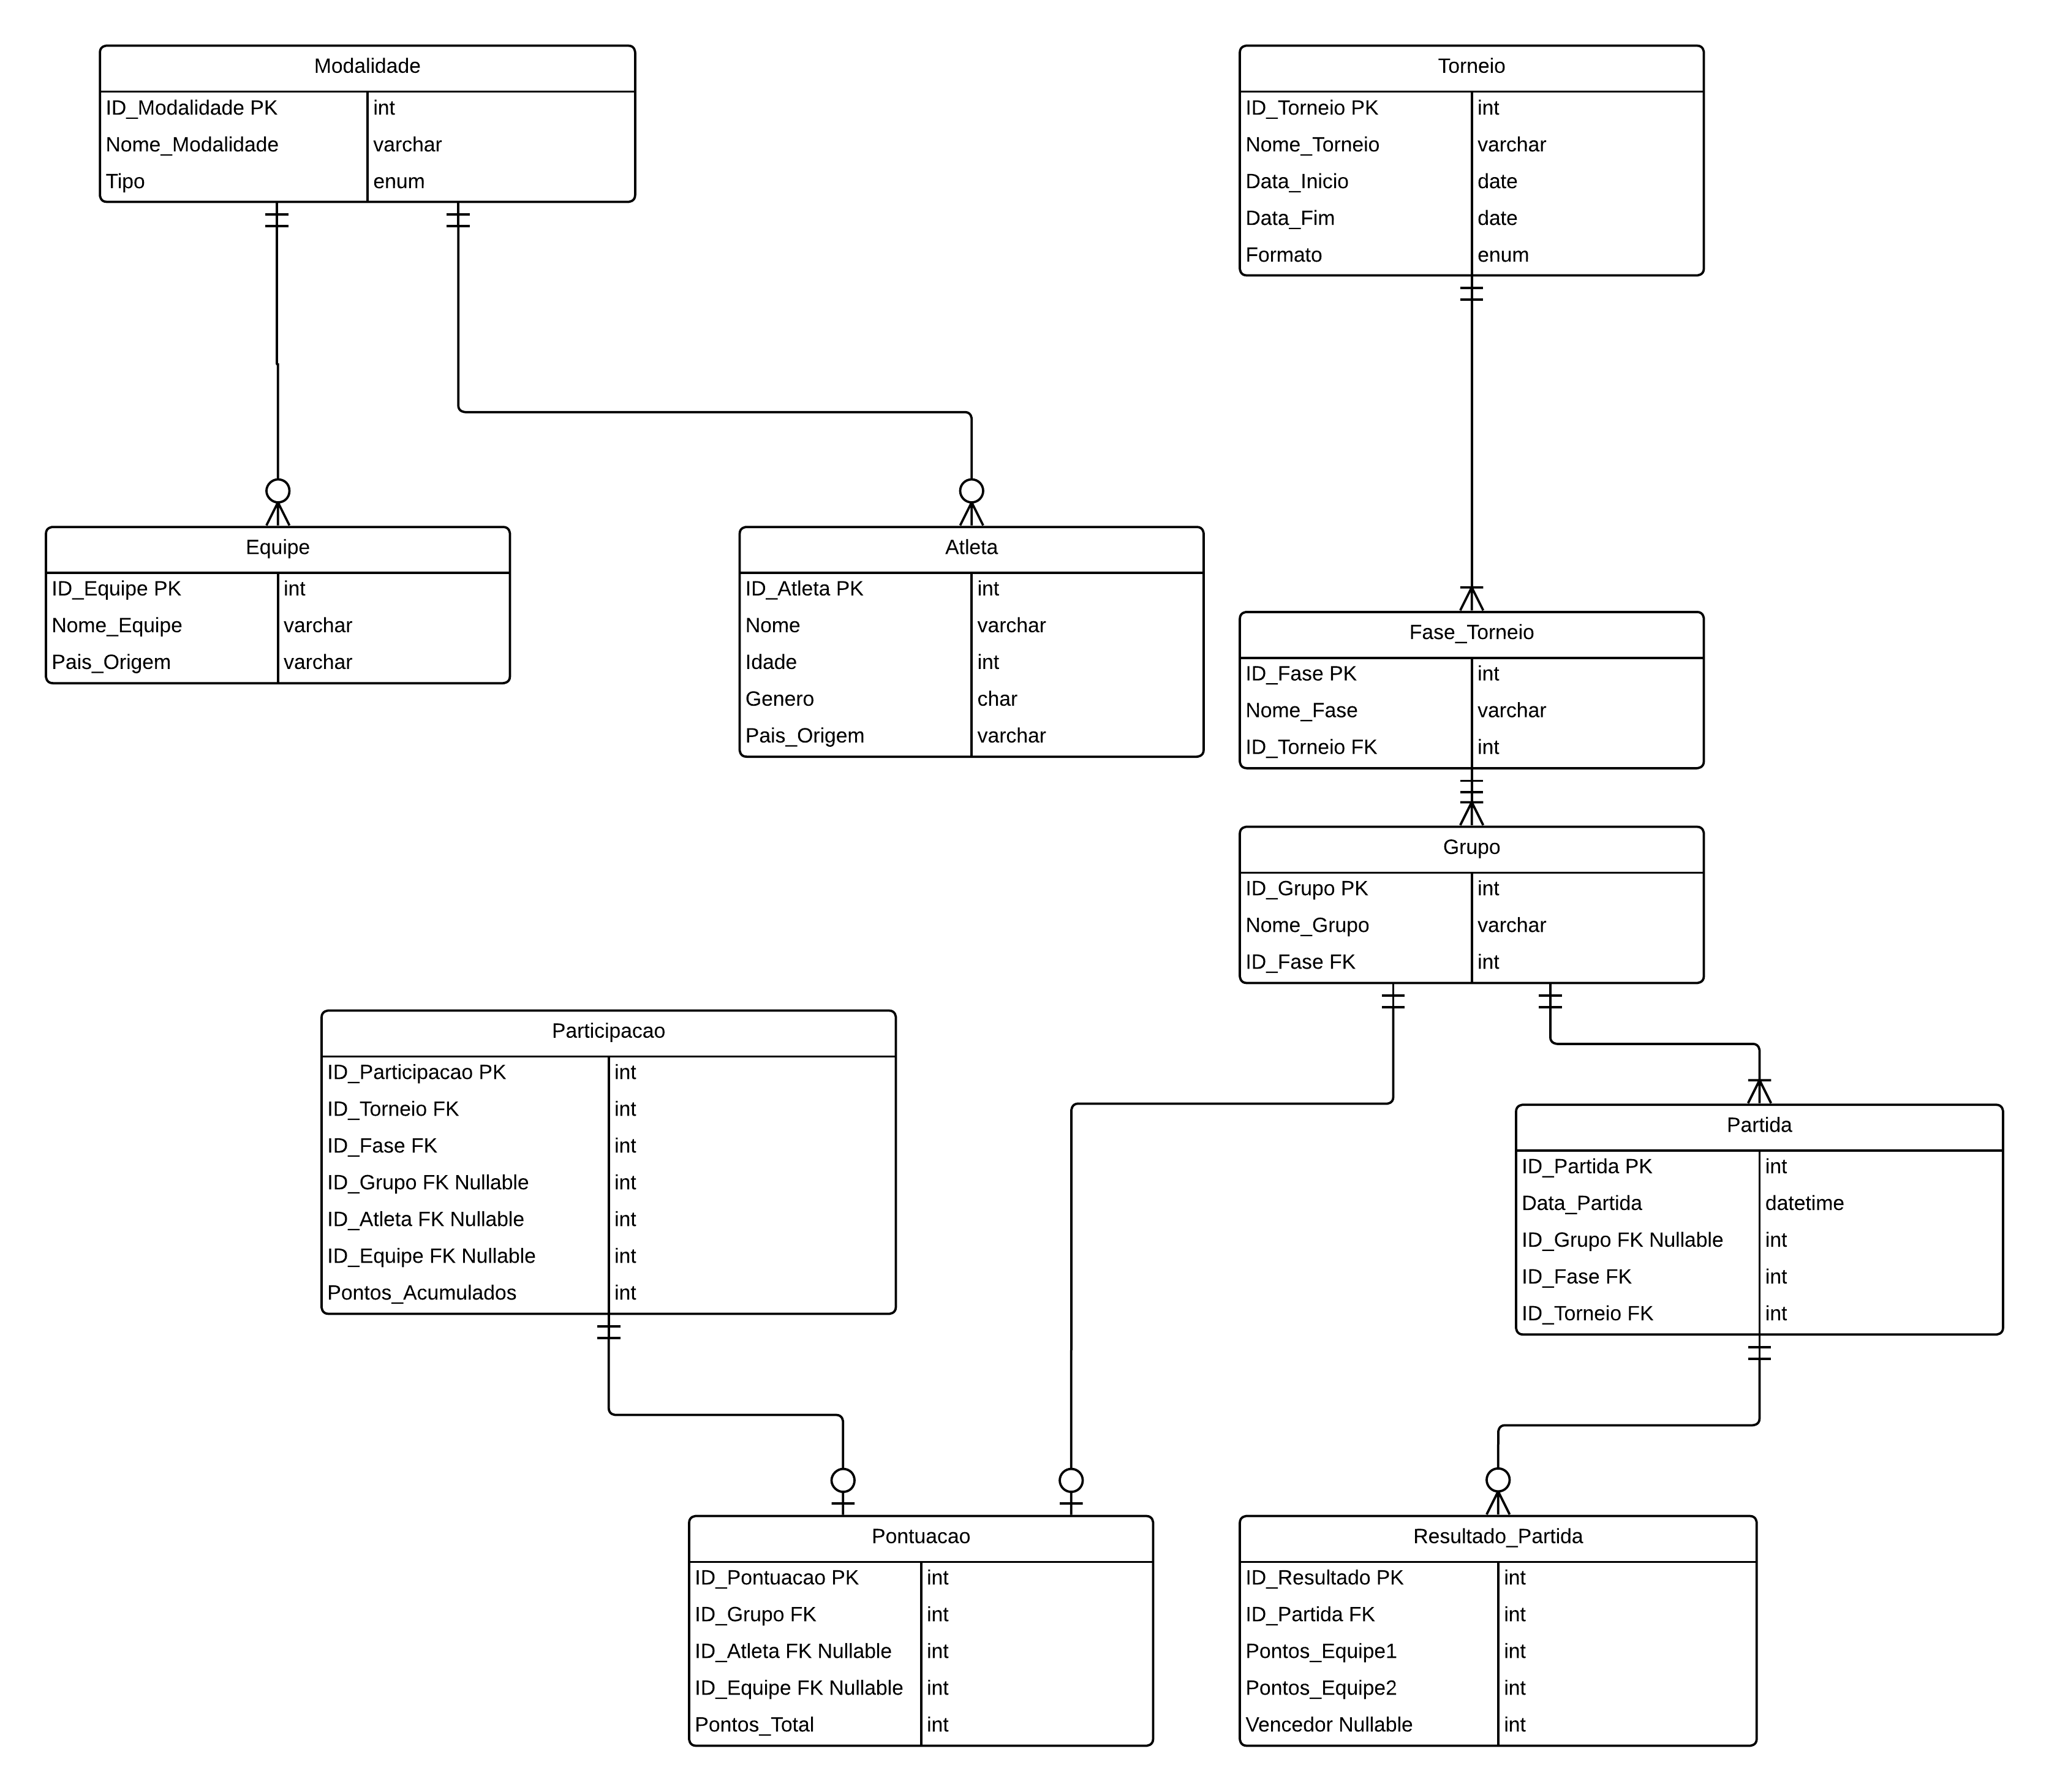 Modalidade
ID_Modalidade PK int
Nome_Modalidade varchar
Tipo enum
Torneio
ID_Torneio PK int
Nome_Torneio varchar
Data_Inicio date
Data_Fim date
Formato enum
Equipe
ID_Equipe PK int
Nome_Equipe varchar
Pais_Origem varchar
Atleta
ID_Atleta PK int
Nome varchar
Idade int
Genero char
Pais_Origem varchar
Fase_Torneio
ID_Fase PK int
Nome_Fase varchar
ID_Torneio FK int
Grupo
ID_Grupo PK int
Nome_Grupo varchar
ID_Fase FK int
Participacao
ID_Participacao PK int
ID_Torneio FK int
ID_Fase FK int
ID_Grupo FK Nullable int
ID_Atleta FK Nullable int
ID_Equipe FK Nullable int
Pontos_Acumulados int
Partida
ID_Partida PK int
Data_Partida datetime
ID_Grupo FK Nullable int
ID_Fase FK int
ID_Torneio FK int
Pontuacao
ID_Pontuacao PK int
ID_Grupo FK int
ID_Atleta FK Nullable int
ID_Equipe FK Nullable int
Pontos_Total int
Resultado_Partida
ID_Resultado PK int
ID_Partida FK int
Pontos_Equipe1 int
Pontos_Equipe2 int
Vencedor Nullable int